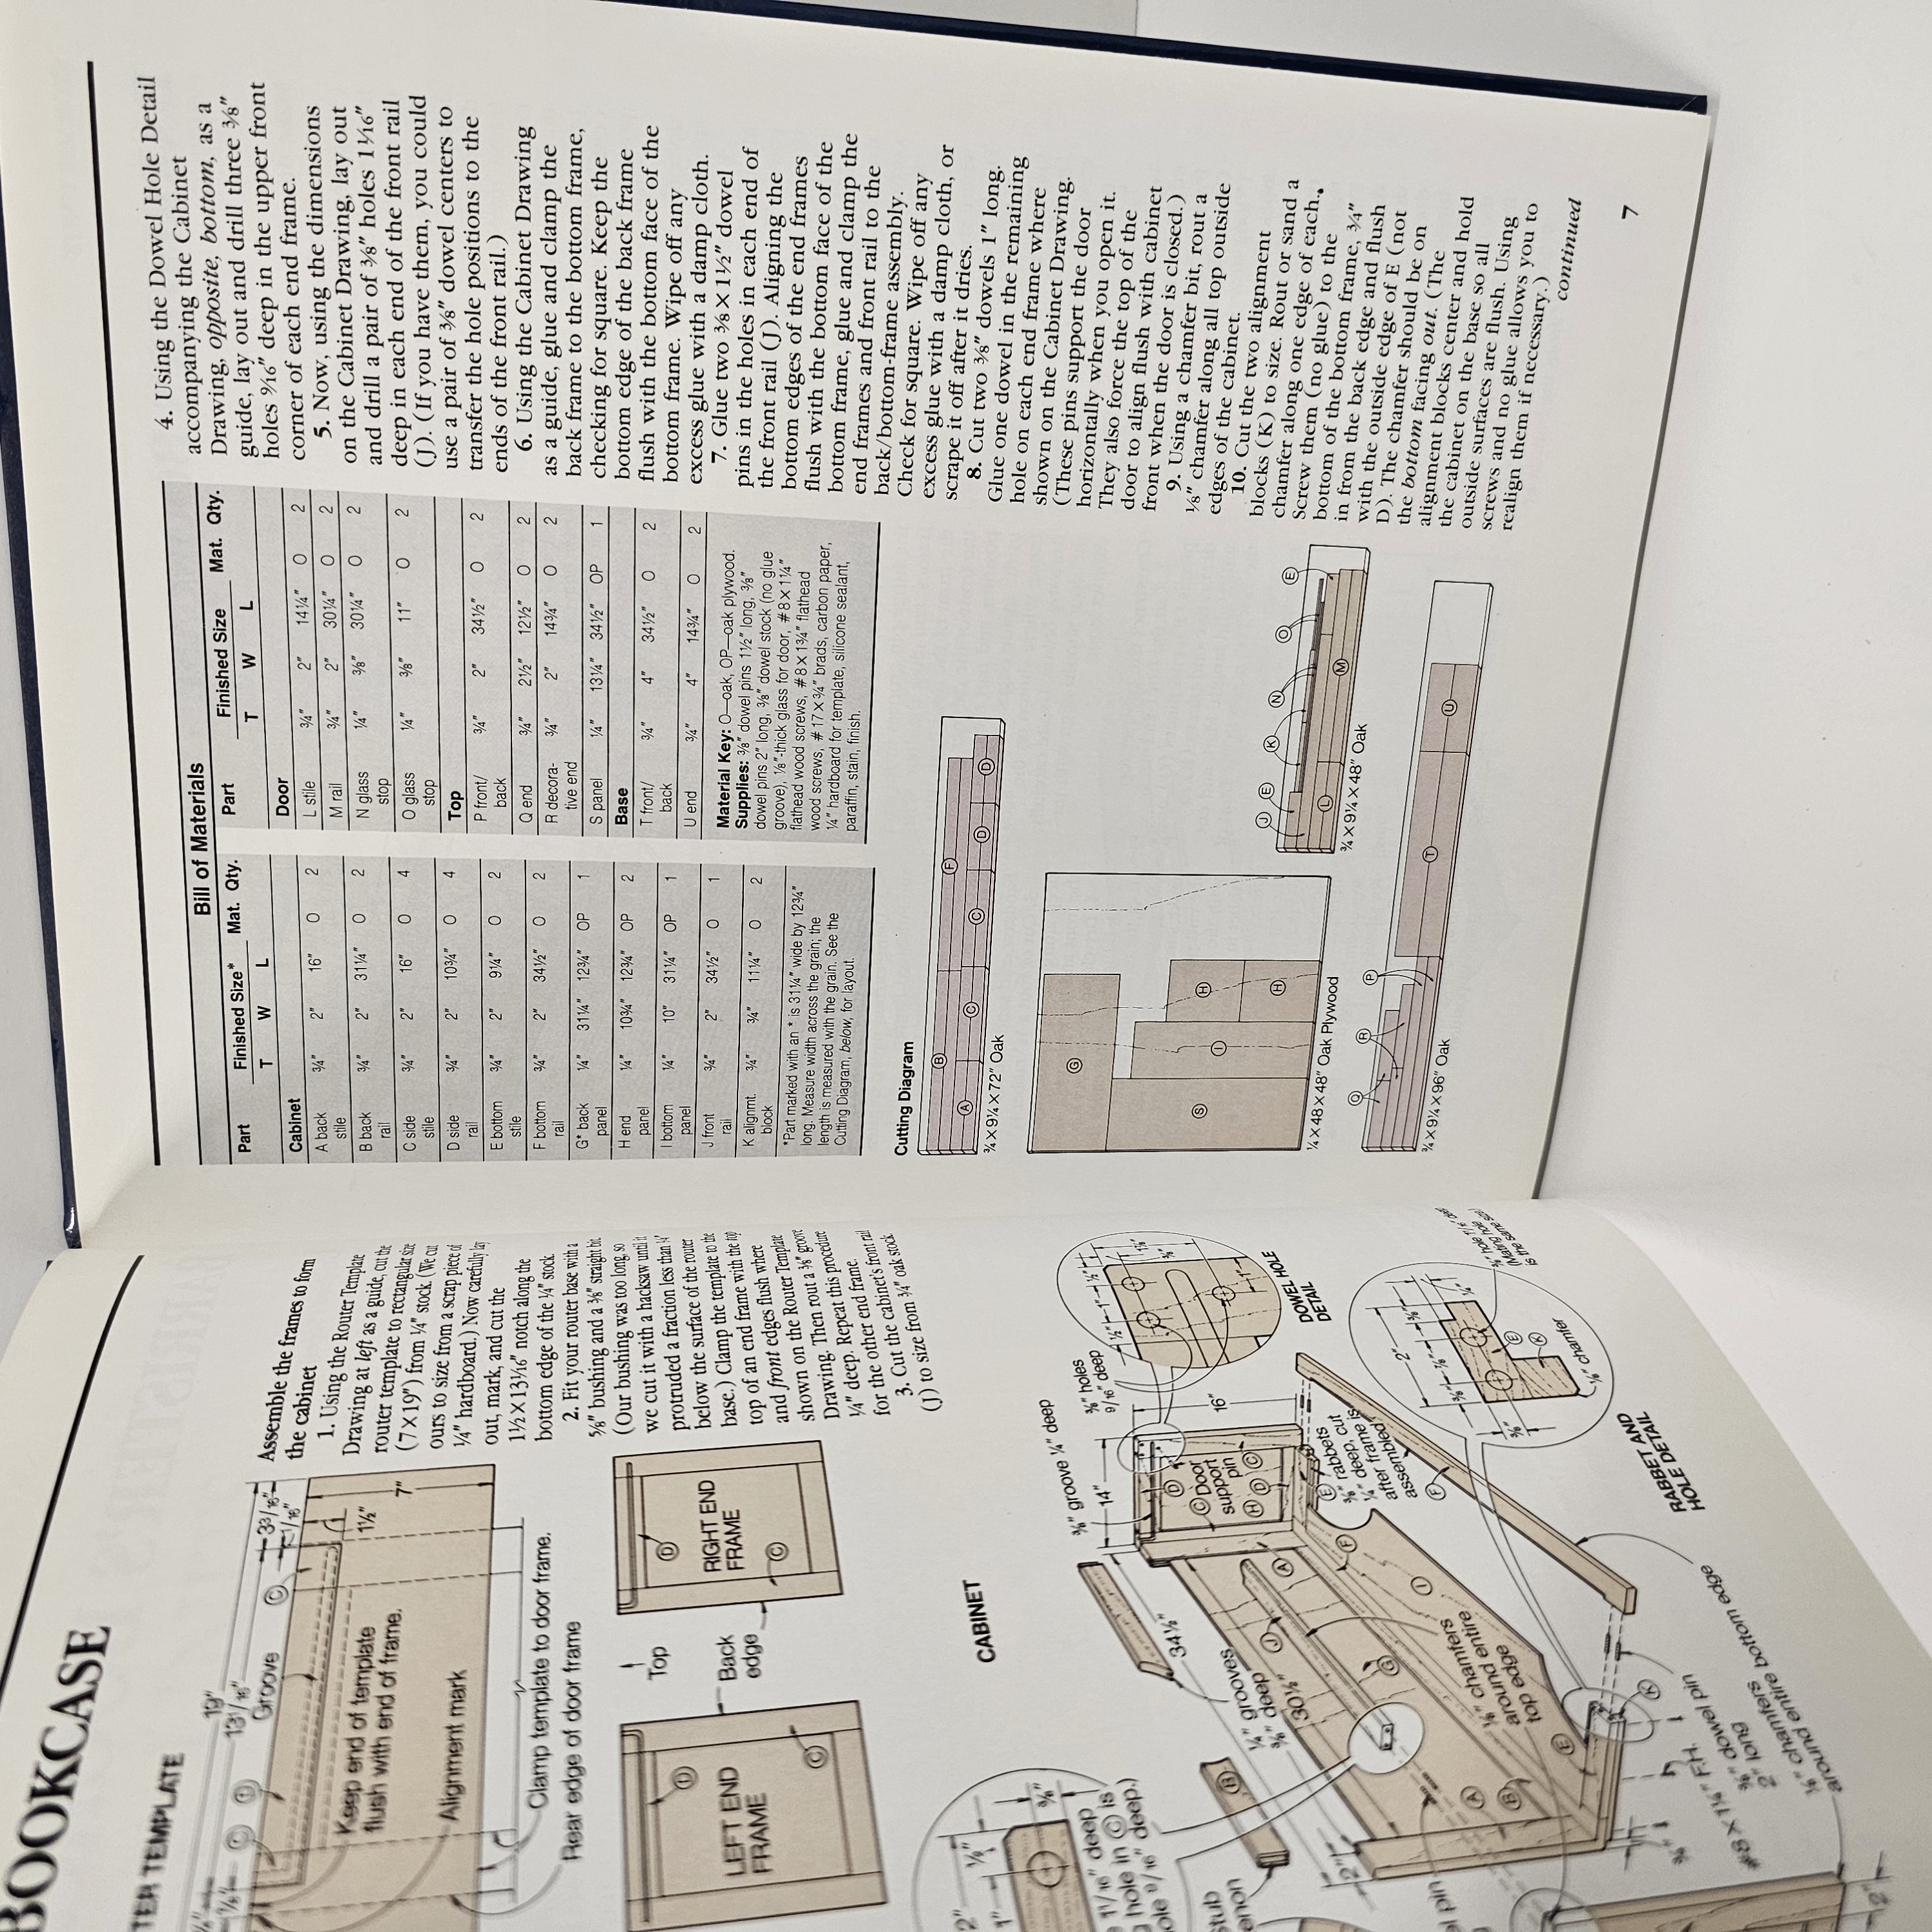 BOOKCASE
TER TEMPLATE
19"
13 1/16"
Groove
3 3/16"
1/16"
C
D
C
Keep end of template
flush with end of frame.
1½"
7"
Alignment mark
Clamp template to door frame.
Rear edge of door frame
Top
D
D
LEFT END
FRAME
Back
edge
RIGHT END
FRAME
C
C
Assemble the frames to form
the cabinet
1. Using the Router Template
Drawing at left as a guide, cut the
router template to rectangular size
(7×19") from ¼" stock. (We cut
ours to size from a scrap piece of
¼" hardboard.) Now carefully lay
out, mark, and cut the
1½×13 1/16" notch along the
bottom edge of the ¼" stock.
2. Fit your router base with a
⅝" bushing and a ⅜" straight bit.
(Our bushing was too long, so
we cut it with a hacksaw until it
protruded a fraction less than ¼"
below the surface of the router
base.) Clamp the template to the
top of an end frame with the top
and front edges flush where
shown on the Router Template
Drawing. Then rout a ⅜" groove
¼" deep. Repeat this procedure
for the other end frame.
3. Cut the cabinet's front rail
(J) to size from ¾" oak stock.
CABINET
2"
1"
½"
⅜"
1 1/16" deep
hole in C is
9/16" deep.)
⅜" groove ¼" deep
14"
⅜" holes
9/16" deep
½"
1"
½"
34½"
Door
support
pin
16"
1"
DOWEL HOLE
DETAIL
Stub
B
¼" grooves
⅜" deep
30½"
J
A
2"
F
E
⅜" rabbets
¼" deep, cut
after frame is
assembled
G
I
F
A
B
⅛" chamfers
around entire
top edge
E
2"
⅜"
⅞"
⅜"
¼"
⅜"
E
K
⅛" chamfer
⅜" hole 1 1/16" deep
(Mating hole
is the same size.)
RABBET AND
HOLE DETAIL
K
¾"
#8×1¼" F.H.
⅜" dowel pin
2" long
⅛" chamfers
around entire bottom edge
2"
Bill of Materials
Part Finished Size* Mat. Qty.
T W L
Cabinet
A back stile ¾" 2" 16" O 2
B back rail ¾" 2" 31¼" O 2
C side stile ¾" 2" 16" O 4
D side rail ¾" 2" 10¾" O 4
E bottom stile ¾" 2" 9¼" O 2
F bottom rail ¾" 2" 34½" O 2
G* back panel ¼" 31¼" 12¾" OP 1
H end panel ¼" 10¾" 12¾" OP 2
I bottom panel ¼" 10" 31¼" OP 1
J front rail ¾" 2" 34½" O 1
K alignmt. block ¾" ¾" 11¼" O 2
*Part marked with an * is 31¼" wide by 12¾"
long. Measure width across the grain; the
length is measured with the grain. See the
Cutting Diagram, below, for layout.
Part Finished Size Mat. Qty.
T W L
Door
L stile ¾" 2" 14¼" O 2
M rail ¾" 2" 30¼" O 2
N glass stop ¼" ⅜" 30¼" O 2
O glass stop ¼" ⅜" 11" O 2
Top
P front/ back ¾" 2" 34½" O 2
Q end ¾" 2½" 12½" O 2
R decora- tive end ¾" 2" 14¾" O 2
S panel ¼" 13¼" 34½" OP 1
Base
T front/ back ¾" 4" 34½" O 2
U end ¾" 4" 14¾" O 2
Material Key: O—oak, OP—oak plywood.
Supplies: ⅜" dowel pins 1½" long, ⅜"
dowel pins 2" long, ⅜" dowel stock (no glue
groove), ⅛"-thick glass for door, #8×1¼"
flathead wood screws, #8×1¾" flathead
wood screws, #17×¾" brads, carbon paper,
¼" hardboard for template, silicone sealant,
paraffin, stain, finish.
Cutting Diagram
B F
A C C D D
¾×9¼×72" Oak
G
S I H
H
¼×48×48" Oak Plywood
J E K N O E
L M
¾×9¼×48" Oak
Q R P
T U
¾×9¼×96" Oak
4. Using the Dowel Hole Detail
accompanying the Cabinet
Drawing, opposite, bottom, as a
guide, lay out and drill three ⅜"
holes 9/16" deep in the upper front
corner of each end frame.
5. Now, using the dimensions
on the Cabinet Drawing, lay out
and drill a pair of ⅜" holes 1 1/16"
deep in each end of the front rail
(J). (If you have them, you could
use a pair of ⅜" dowel centers to
transfer the hole positions to the
ends of the front rail.)
6. Using the Cabinet Drawing
as a guide, glue and clamp the
back frame to the bottom frame,
checking for square. Keep the
bottom edge of the back frame
flush with the bottom face of the
bottom frame. Wipe off any
excess glue with a damp cloth.
7. Glue two ⅜×1½" dowel
pins in the holes in each end of
the front rail (J). Aligning the
bottom edges of the end frames
flush with the bottom face of the
bottom frame, glue and clamp the
end frames and front rail to the
back/bottom-frame assembly.
Check for square. Wipe off any
excess glue with a damp cloth, or
scrape it off after it dries.
8. Cut two ⅜" dowels 1" long.
Glue one dowel in the remaining
hole on each end frame where
shown on the Cabinet Drawing.
(These pins support the door
horizontally when you open it.
They also force the top of the
door to align flush with cabinet
front when the door is closed.)
9. Using a chamfer bit, rout a
⅛" chamfer along all top outside
edges of the cabinet.
10. Cut the two alignment
blocks (K) to size. Rout or sand a
chamfer along one edge of each.
Screw them (no glue) to the
bottom of the bottom frame, ¾"
in from the back edge and flush
with the outside edge of E (not
D). The chamfer should be on
the bottom facing out. (The
alignment blocks center and hold
the cabinet on the base so all
outside surfaces are flush. Using
screws and no glue allows you to
realign them if necessary.)
continued
7